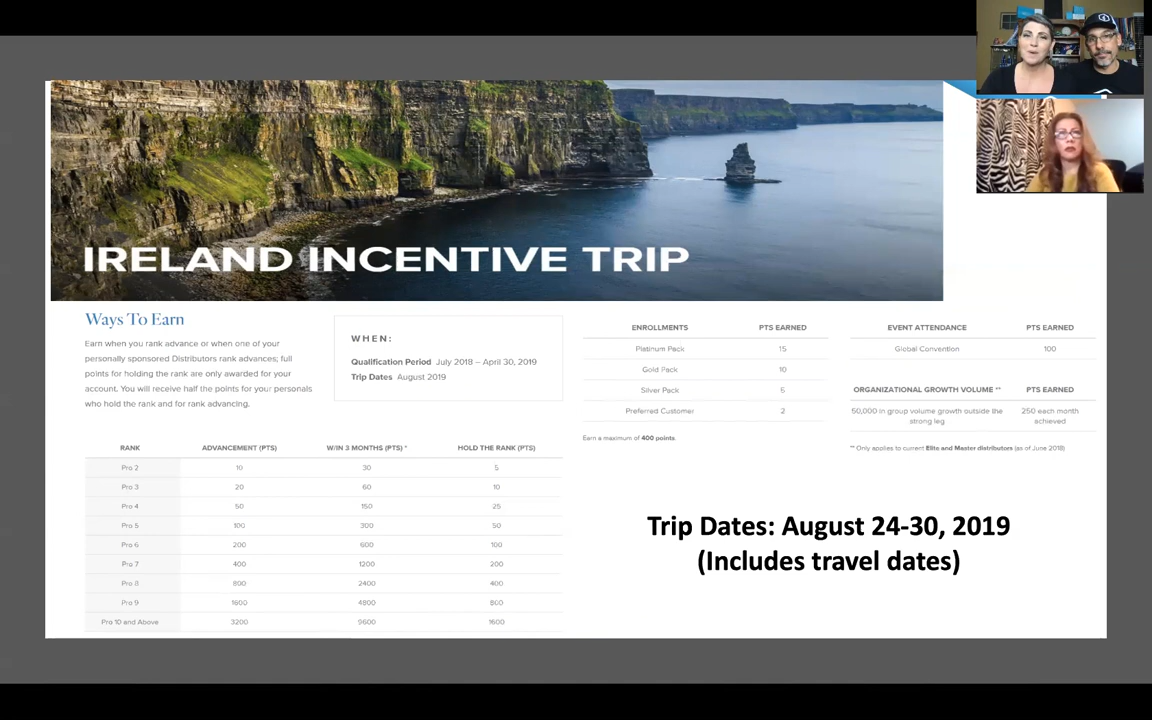 IRELAND INCENTIVE TRIP
Ways To Earn
Earn when you rank advance or when one of your
personally sponsored Distributors rank advances; full
points for holding the rank are only awarded for your
account. You will receive half the points for your personals
who hold the rank and for rank advancing.
WHEN:
Qualification Period July 2018 – April 30, 2019
Trip Dates August 2019
RANK ADVANCEMENT (PTS) W/IN 3 MONTHS (PTS) * HOLD THE RANK (PTS)
Pro 2 10 30 5
Pro 3 20 60 10
Pro 4 50 150 25
Pro 5 100 300 50
Pro 6 200 600 100
Pro 7 400 1200 200
Pro 8 800 2400 400
Pro 9 1600 4800 800
Pro 10 and Above 3200 9600 1600
ENROLLMENTS PTS EARNED
Platinum Pack 15
Gold Pack 10
Silver Pack 5
Preferred Customer 2
Earn a maximum of 400 points
EVENT ATTENDANCE PTS EARNED
Global Convention 100
ORGANIZATIONAL GROWTH VOLUME ** PTS EARNED
50,000 in group volume growth outside the 250 each month
strong leg achieved
** Only applies to current Elite and Master distributors (as of June 2018)
Trip Dates: August 24-30, 2019
(Includes travel dates)